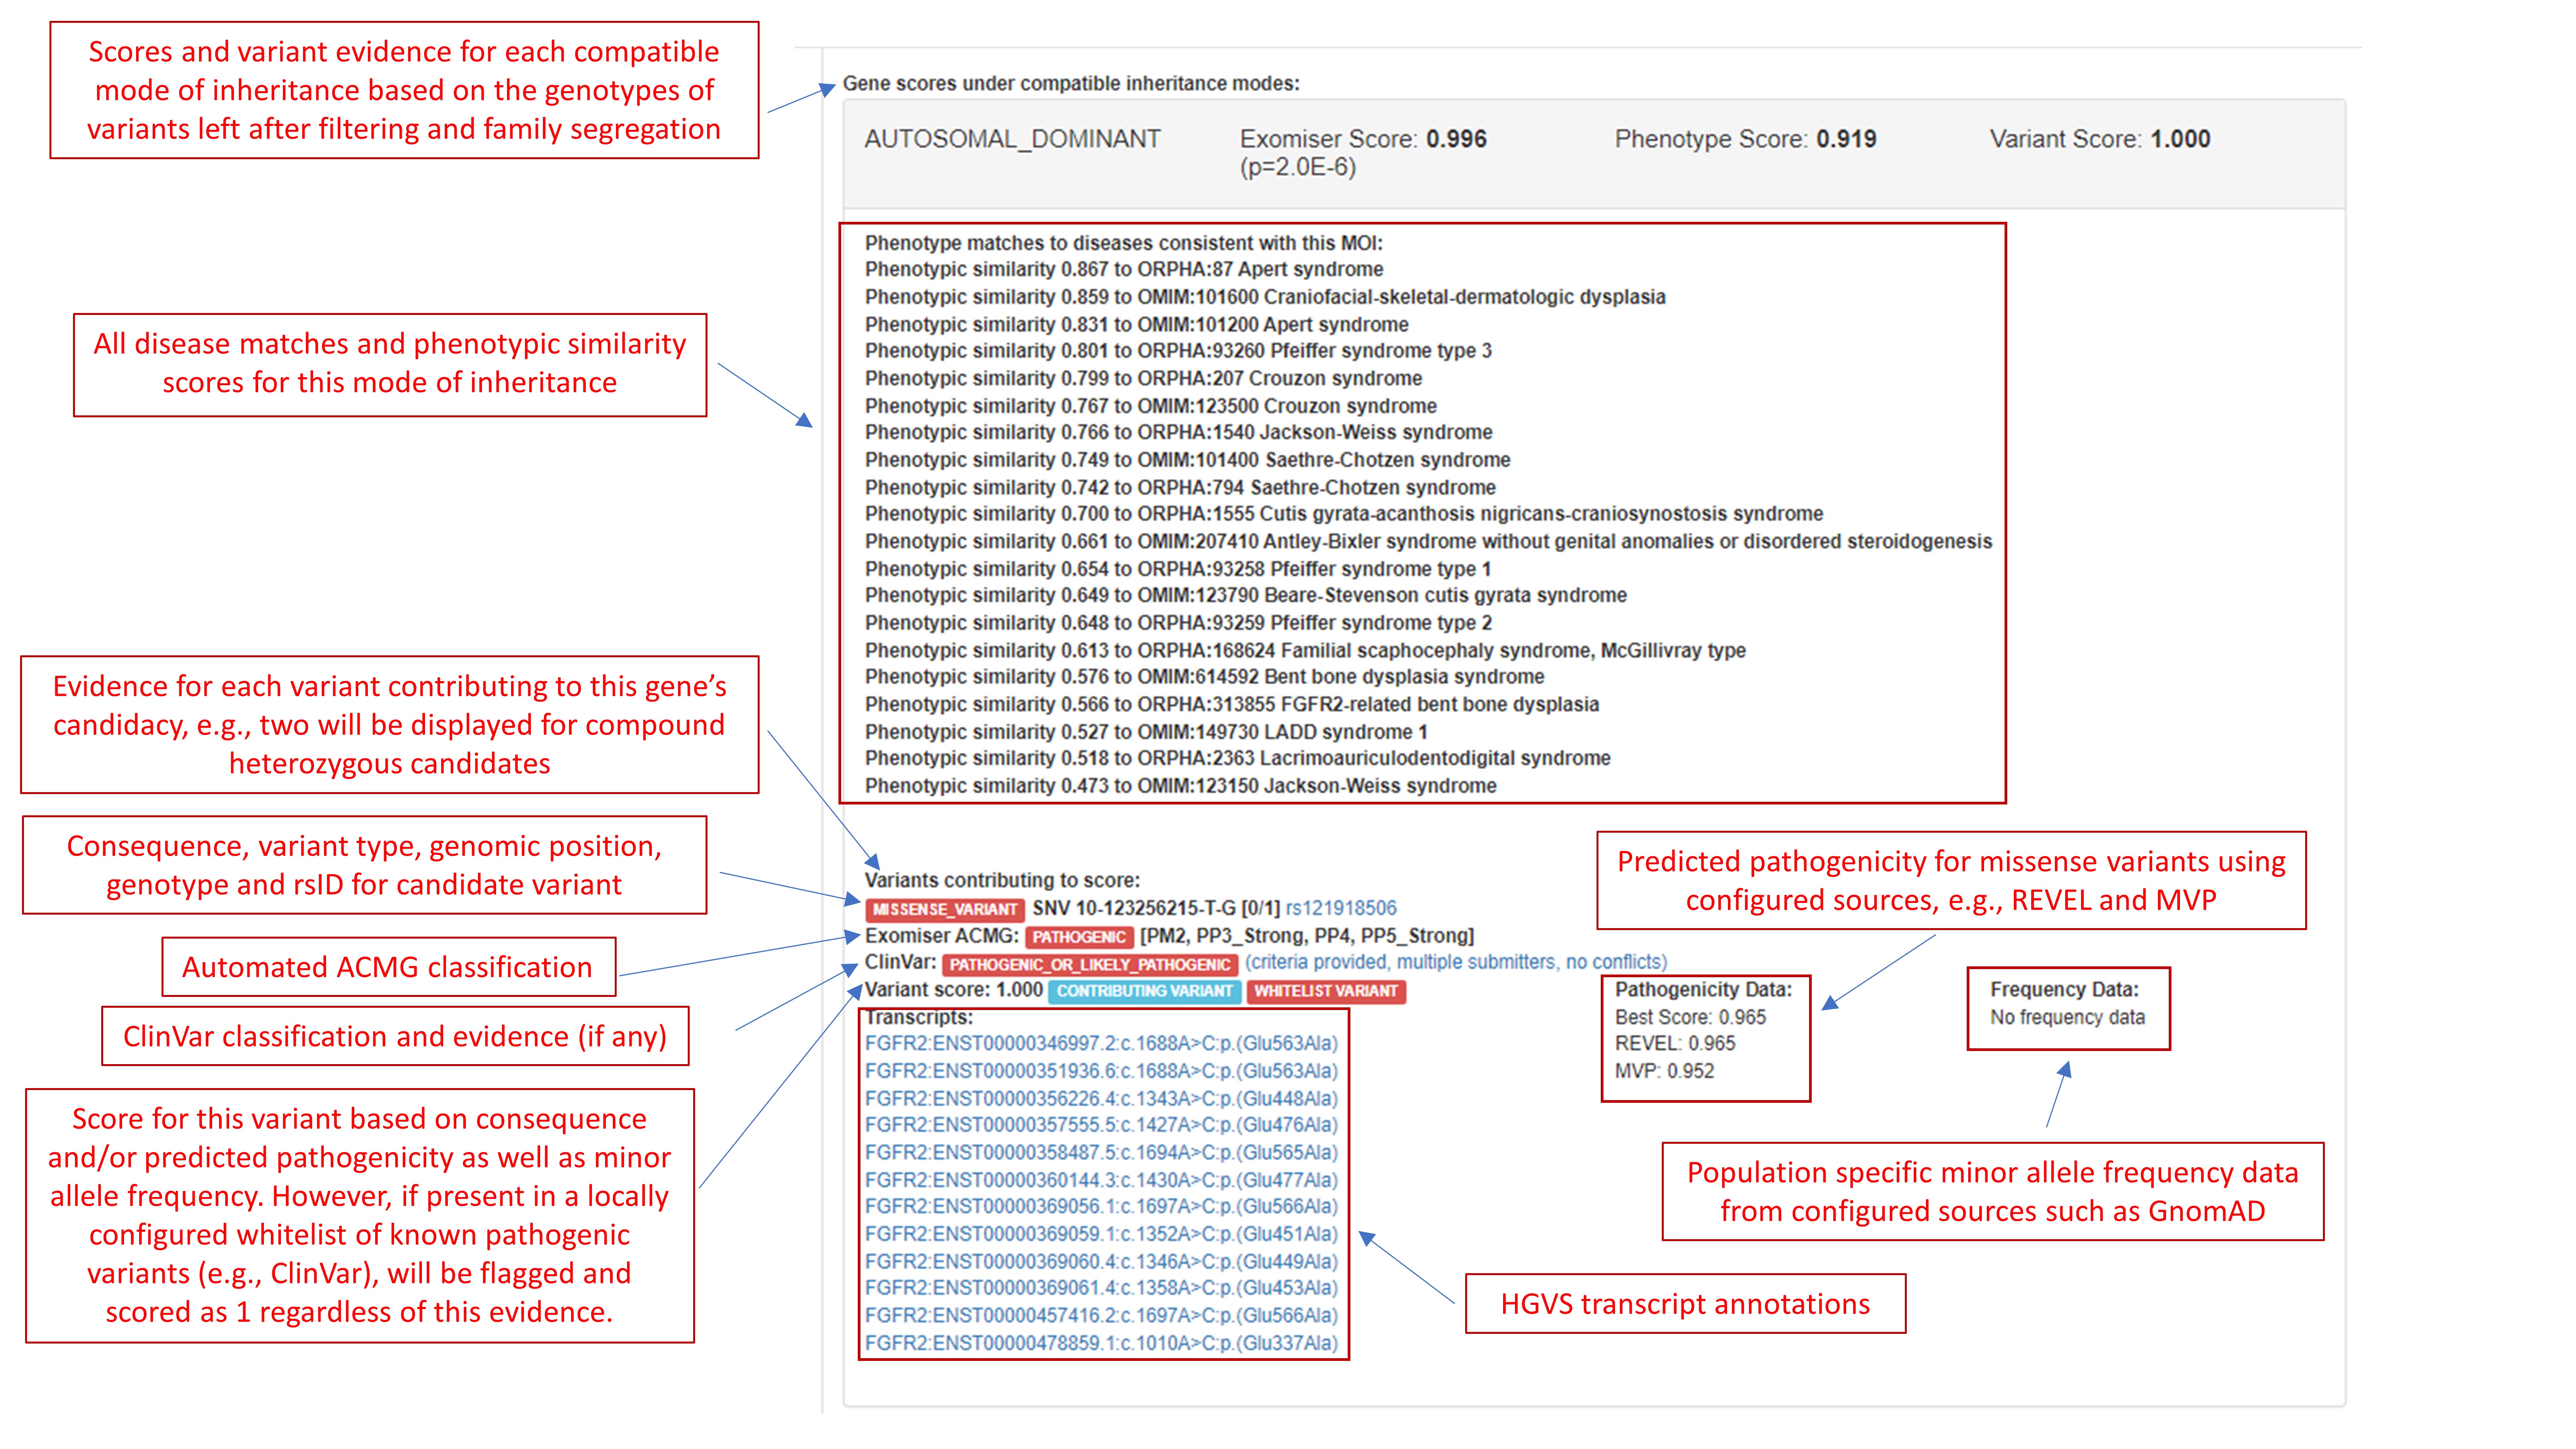 Scores and variant evidence for each compatible
mode of inheritance based on the genotypes of
variants left after filtering and family segregation
Gene scores under compatible inheritance modes:
AUTOSOMAL_DOMINANT Exomiser Score: 0.996 Phenotype Score: 0.919 Variant Score: 1.000
(p=2.0E-6)
All disease matches and phenotypic similarity
scores for this mode of inheritance
Phenotype matches to diseases consistent with this MOI:
Phenotypic similarity 0.867 to ORPHA:87 Apert syndrome
Phenotypic similarity 0.859 to OMIM:101600 Craniofacial-skeletal-dermatologic dysplasia
Phenotypic similarity 0.831 to OMIM:101200 Apert syndrome
Phenotypic similarity 0.801 to ORPHA:93260 Pfeiffer syndrome type 3
Phenotypic similarity 0.799 to ORPHA:207 Crouzon syndrome
Phenotypic similarity 0.767 to OMIM:123500 Crouzon syndrome
Phenotypic similarity 0.766 to ORPHA:1540 Jackson-Weiss syndrome
Phenotypic similarity 0.749 to OMIM:101400 Saethre-Chotzen syndrome
Phenotypic similarity 0.742 to ORPHA:794 Saethre-Chotzen syndrome
Phenotypic similarity 0.700 to ORPHA:1555 Cutis gyrata-acanthosis nigricans-craniosynostosis syndrome
Phenotypic similarity 0.661 to OMIM:207410 Antley-Bixler syndrome without genital anomalies or disordered steroidogenesis
Phenotypic similarity 0.654 to ORPHA:93258 Pfeiffer syndrome type 1
Phenotypic similarity 0.649 to OMIM:123790 Beare-Stevenson cutis gyrata syndrome
Phenotypic similarity 0.648 to ORPHA:93259 Pfeiffer syndrome type 2
Phenotypic similarity 0.613 to ORPHA:168624 Familial scaphocephaly syndrome, McGillivray type
Phenotypic similarity 0.576 to OMIM:614592 Bent bone dysplasia syndrome
Phenotypic similarity 0.566 to ORPHA:313855 FGFR2-related bent bone dysplasia
Phenotypic similarity 0.527 to OMIM:149730 LADD syndrome 1
Phenotypic similarity 0.518 to ORPHA:2363 Lacrimoauriculodentodigital syndrome
Phenotypic similarity 0.473 to OMIM:123150 Jackson-Weiss syndrome
Evidence for each variant contributing to this gene's
candidacy, e.g., two will be displayed for compound
heterozygous candidates
Consequence, variant type, genomic position,
genotype and rsID for candidate variant
Automated ACMG classification
ClinVar classification and evidence (if any)
Score for this variant based on consequence
and/or predicted pathogenicity as well as minor
allele frequency. However, if present in a locally
configured whitelist of known pathogenic
variants (e.g., ClinVar), will be flagged and
scored as 1 regardless of this evidence.
Variants contributing to score:
MISSENSE_VARIANT SNV 10-123256215-T-G [0/1] rs121918506
Exomiser ACMG: PATHOGENIC [PM2, PP3_Strong, PP4, PP5_Strong]
ClinVar: PATHOGENIC_OR_LIKELY_PATHOGENIC (criteria provided, multiple submitters, no conflicts)
Variant score: 1.000 CONTRIBUTING VARIANT WHITELIST VARIANT
Transcripts:
FGFR2:ENST00000346997.2:c.1688A>C:p.(Glu563Ala)
FGFR2:ENST00000351936.6:c.1688A>C:p.(Glu563Ala)
FGFR2:ENST00000356226.4:c.1343A>C:p.(Glu448Ala)
FGFR2:ENST00000357555.5:c.1427A>C:p.(Glu476Ala)
FGFR2:ENST00000358487.5:c.1694A>C:p.(Glu565Ala)
FGFR2:ENST00000360144.3:c.1430A>C:p.(Glu477Ala)
FGFR2:ENST00000369056.1:c.1697A>C:p.(Glu566Ala)
FGFR2:ENST00000369059.1:c.1352A>C:p.(Glu451Ala)
FGFR2:ENST00000369060.4:c.1346A>C:p.(Glu449Ala)
FGFR2:ENST00000369061.4:c.1358A>C:p.(Glu453Ala)
FGFR2:ENST00000457416.2:c.1697A>C:p.(Glu566Ala)
FGFR2:ENST00000478859.1:c.1010A>C:p.(Glu337Ala)
Predicted pathogenicity for missense variants using
configured sources, e.g., REVEL and MVP
Pathogenicity Data:
Best Score: 0.965
REVEL: 0.965
MVP: 0.952
Frequency Data:
No frequency data
Population specific minor allele frequency data
from configured sources such as GnomAD
HGVS transcript annotations